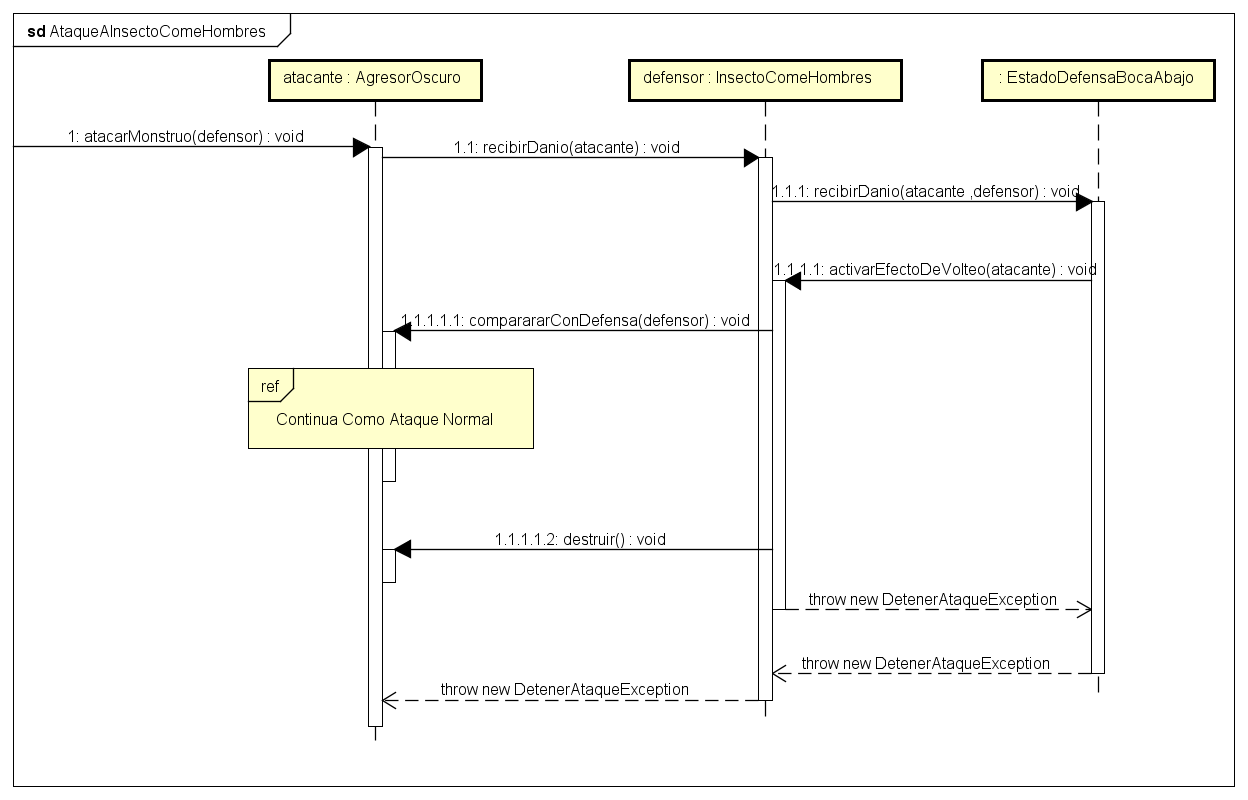 sd AtaqueAInsectoComeHombres
atacante : AgresorOscuro
defensor : InsectoComeHombres
: EstadoDefensaBocaAbajo
1: atacarMonstruo(defensor) : void
1.1: recibirDanio(atacante) : void
1.1.1: recibirDanio(atacante ,defensor) : void
1.1.1.1: activarEfectoDeVolteo(atacante) : void
1.1.1.1.1: compararArConDefensa(defensor) : void
ref
Continua Como Ataque Normal
1.1.1.1.2: destruir() : void
throw new DetenerAtaqueException
throw new DetenerAtaqueException
throw new DetenerAtaqueException